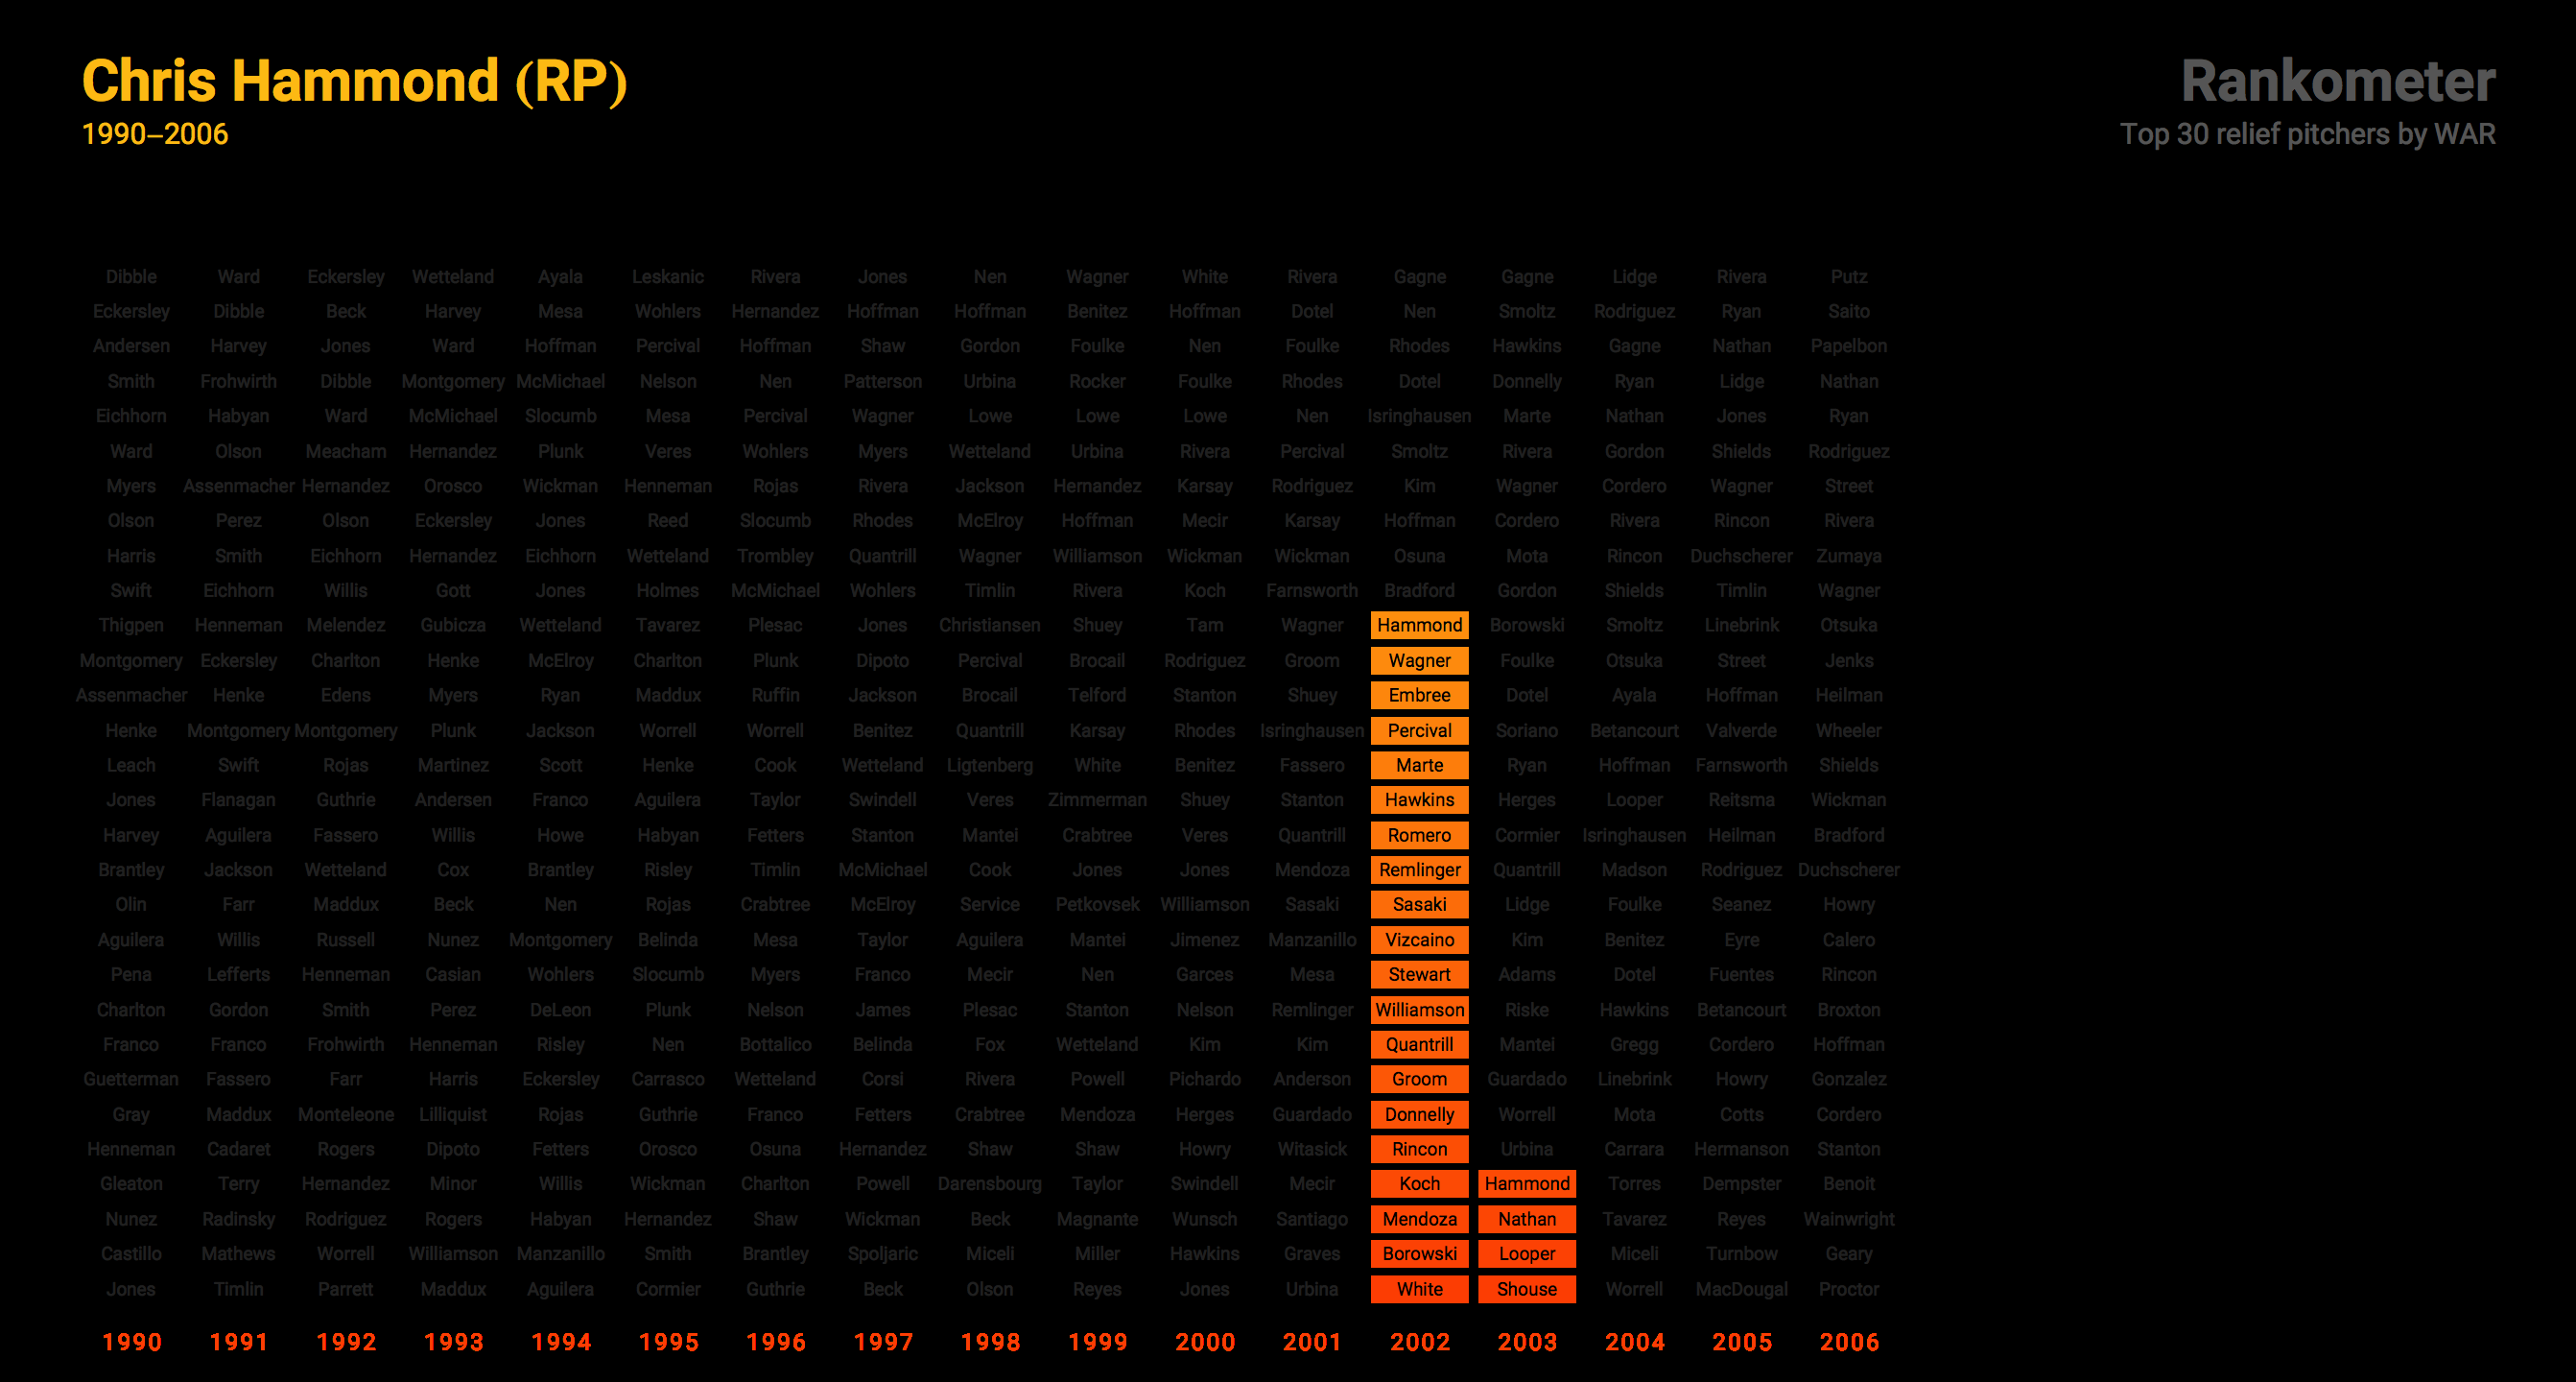 Chris Hammond (RP)
1990–2006
Rankometer
Top 30 relief pitchers by WAR
Dibble Ward Eckersley Wetteland Ayala Leskanic Rivera Jones Nen Wagner White Rivera Gagne Gagne Lidge Rivera Putz
Eckersley Dibble Beck Harvey Mesa Wohlers Hernandez Hoffman Hoffman Benitez Hoffman Dotel Nen Smoltz Rodriguez Ryan Saito
Andersen Harvey Jones Ward Hoffman Percival Hoffman Shaw Gordon Foulke Nen Foulke Rhodes Hawkins Gagne Nathan Papelbon
Smith Frohwirth Dibble Montgomery McMichael Nelson Nen Patterson Urbina Rocker Foulke Rhodes Dotel Donnelly Ryan Lidge Nathan
Eichhorn Habyan Ward McMichael Slocumb Mesa Percival Wagner Lowe Lowe Lowe Nen Isringhausen Marte Nathan Jones Ryan
Ward Olson Meacham Hernandez Plunk Veres Wohlers Myers Wetteland Urbina Rivera Percival Smoltz Rivera Gordon Shields Rodriguez
Myers Assenmacher Hernandez Orosco Wickman Henneman Rojas Rivera Jackson Hernandez Karsay Rodriguez Kim Wagner Cordero Wagner Street
Olson Perez Olson Eckersley Jones Reed Slocumb Rhodes McElroy Hoffman Mecir Karsay Hoffman Cordero Rivera Rincon Rivera
Harris Smith Eichhorn Hernandez Eichhorn Wetteland Trombley Quantrill Wagner Williamson Wickman Wickman Osuna Mota Rincon Duchscherer Zumaya
Swift Eichhorn Willis Gott Jones Holmes McMichael Wohlers Timlin Rivera Koch Farnsworth Bradford Gordon Shields Timlin Wagner
Thigpen Henneman Melendez Gubicza Wetteland Tavarez Plesac Jones Christiansen Shuey Tam Wagner Hammond Borowski Smoltz Linebrink Otsuka
Montgomery Eckersley Charlton Henke McElroy Charlton Plunk Dipoto Percival Brocail Rodriguez Groom Wagner Foulke Otsuka Street Jenks
Assenmacher Henke Edens Myers Ryan Maddux Ruffin Jackson Brocail Telford Stanton Shuey Embree Dotel Ayala Hoffman Heilman
Henke Montgomery Montgomery Plunk Jackson Worrell Worrell Benitez Quantrill Karsay Rhodes Isringhausen Percival Soriano Betancourt Valverde Wheeler
Leach Swift Rojas Martinez Scott Henke Cook Wetteland Ligtenberg White Benitez Fassero Marte Ryan Hoffman Farnsworth Shields
Jones Flanagan Guthrie Andersen Franco Aguilera Taylor Swindell Veres Zimmerman Shuey Stanton Hawkins Herges Looper Reitsma Wickman
Harvey Aguilera Fassero Willis Howe Habyan Fetters Stanton Mantei Crabtree Veres Quantrill Romero Cormier Isringhausen Heilman Bradford
Brantley Jackson Wetteland Cox Brantley Risley Timlin McMichael Cook Jones Jones Mendoza Remlinger Quantrill Madson Rodriguez Duchscherer
Olin Farr Maddux Beck Nen Rojas Crabtree McElroy Service Petkovsek Williamson Sasaki Sasaki Lidge Foulke Seanez Howry
Aguilera Willis Russell Nunez Montgomery Belinda Mesa Taylor Aguilera Mantei Jimenez Manzanillo Vizcaino Kim Benitez Eyre Calero
Pena Lefferts Henneman Casian Wohlers Slocumb Myers Franco Mecir Nen Garces Mesa Stewart Adams Dotel Fuentes Rincon
Charlton Gordon Smith Perez DeLeon Plunk Nelson James Plesac Stanton Nelson Remlinger Williamson Riske Hawkins Betancourt Broxton
Franco Franco Frohwirth Henneman Risley Nen Bottalico Belinda Fox Wetteland Kim Kim Quantrill Mantei Gregg Cordero Hoffman
Guetterman Fassero Farr Harris Eckersley Carrasco Wetteland Corsi Rivera Powell Pichardo Anderson Groom Guardado Linebrink Howry Gonzalez
Gray Maddux Monteleone Lilliquist Rojas Guthrie Franco Fetters Crabtree Mendoza Herges Guardado Donnelly Worrell Mota Cotts Cordero
Henneman Cadaret Rogers Dipoto Fetters Orosco Osuna Hernandez Shaw Shaw Howry Witasick Rincon Urbina Carrara Hermanson Stanton
Gleaton Terry Hernandez Minor Willis Wickman Charlton Powell Darensbourg Taylor Swindell Mecir Koch Hammond Torres Dempster Benoit
Nunez Radinsky Rodriguez Rogers Habyan Hernandez Shaw Wickman Beck Magnante Wunsch Santiago Mendoza Nathan Tavarez Reyes Wainwright
Castillo Mathews Worrell Williamson Manzanillo Smith Brantley Spoljaric Miceli Miller Hawkins Graves Borowski Looper Miceli Turnbow Geary
Jones Timlin Parrett Maddux Aguilera Cormier Guthrie Beck Olson Reyes Jones Urbina White Shouse Worrell MacDougal Proctor
1990 1991 1992 1993 1994 1995 1996 1997 1998 1999 2000 2001 2002 2003 2004 2005 2006